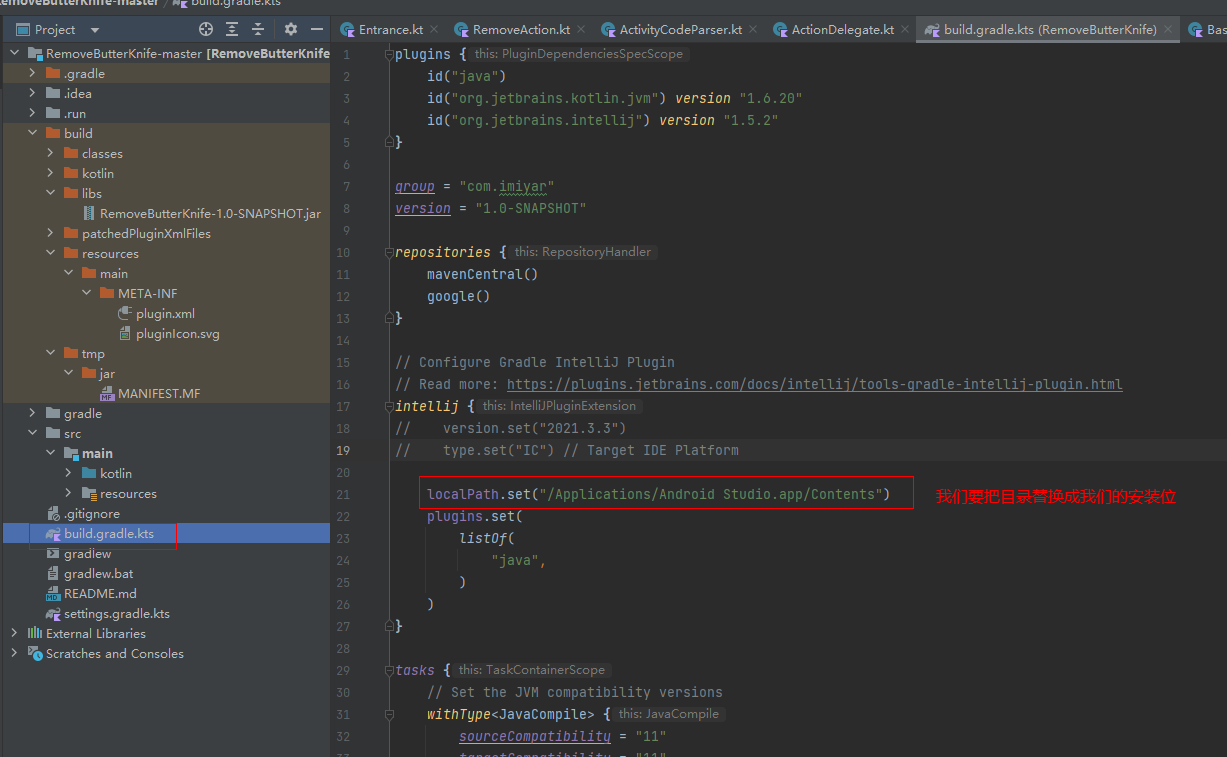 RemoveButterKnife-master
build.gradle.kts
Project
Entrance.kt
RemoveAction.kt
ActivityCodeParser.kt
ActionDelegate.kt
build.gradle.kts (RemoveButterKnife)
Bas
RemoveButterKnife-master [RemoveButterKnife
.gradle
.idea
.run
build
classes
kotlin
libs
RemoveButterKnife-1.0-SNAPSHOT.jar
patchedPluginXmlFiles
resources
main
META-INF
plugin.xml
pluginIcon.svg
tmp
jar
MANIFEST.MF
gradle
src
main
kotlin
resources
.gitignore
build.gradle.kts
gradlew
gradlew.bat
README.md
settings.gradle.kts
External Libraries
Scratches and Consoles
1 plugins { this: PluginDependenciesSpecScope
2 id("java")
3 id("org.jetbrains.kotlin.jvm") version "1.6.20"
4 id("org.jetbrains.intellij") version "1.5.2"
5 }
6
7 group = "com.imiyar"
8 version = "1.0-SNAPSHOT"
9
10 repositories { this: RepositoryHandler
11 mavenCentral()
12 google()
13 }
14
15 // Configure Gradle IntelliJ Plugin
16 // Read more: https://plugins.jetbrains.com/docs/intellij/tools-gradle-intellij-plugin.html
17 intellij { this: IntelliJPluginExtension
18 // version.set("2021.3.3")
19 // type.set("IC") // Target IDE Platform
20
21 localPath.set("/Applications/Android Studio.app/Contents") 我们要把目录替换成我们的安装位
22 plugins.set(
23 listOf(
24 "java",
25 )
26 )
27 }
28
29 tasks { this: TaskContainerScope
30 // Set the JVM compatibility versions
31 withType<JavaCompile> { this: JavaCompile
32 sourceCompatibility = "11"
33 targetCompatibility = "11"